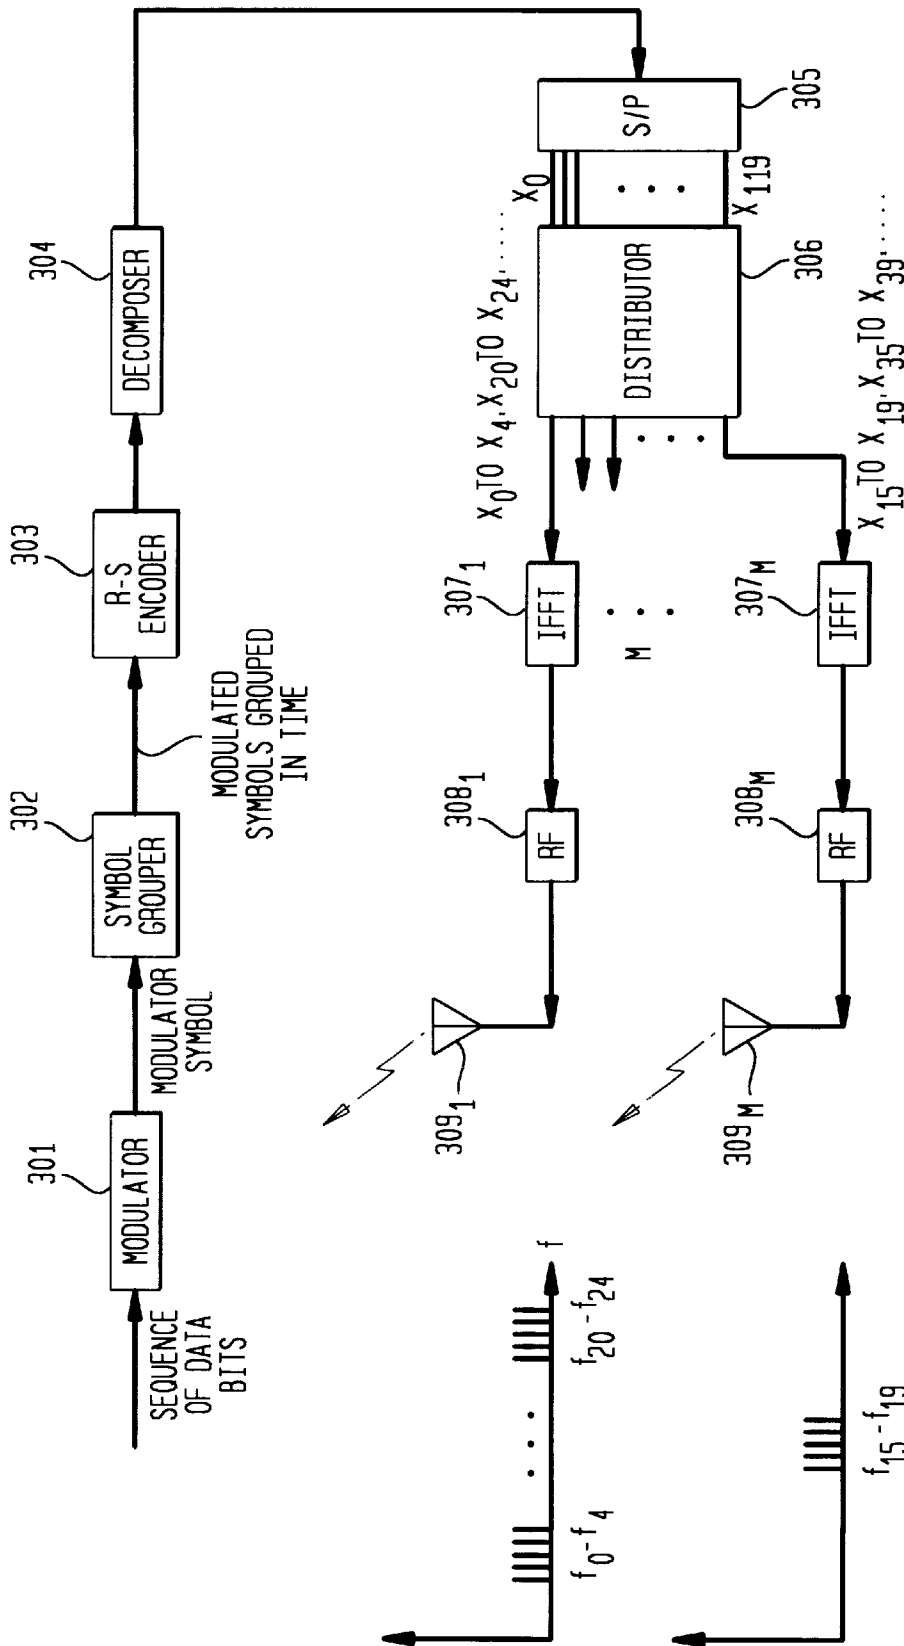 301
MODULATOR
SEQUENCE
OF DATA
BITS
MODULATOR
SYMBOL
302
SYMBOL
GROUPER
MODULATED
SYMBOLS GROUPED
IN TIME
303
R-S
ENCODER
304
DECOMPOSER
S/P
305
X0
X119
DISTRIBUTOR
306
X0 TO X4, X20 TO X24, ....
X15 TO X19, X35 TO X39, ....
IFFT
3071
M
IFFT
307M
RF
3081
RF
308M
3091
309M
f
f0-f4
f20-f24
f15-f19